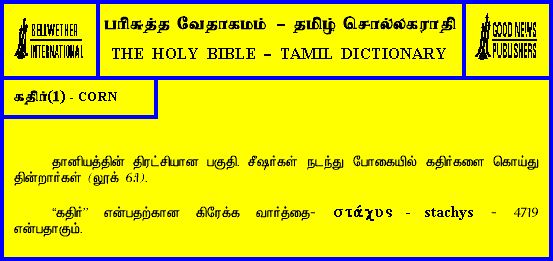 BELLWETHER
INTERNATIONAL
பரிசுத்த வேதாகமம் – தமிழ் சொல்லகராதி
THE HOLY BIBLE – TAMIL DICTIONARY
GOOD NEWS
PUBLISHERS
கதிர்(1) - CORN
தானியத்தின் திரட்சியான பகுதி. சீஷர்கள் நடந்து போகையில் கதிர்களை கொய்து
தின்றார்கள் (லூக் 6:1).
“கதிர்” என்பதற்கான கிரேக்க வார்த்தை- στάχυς - stachys - 4719
என்பதாகும்.